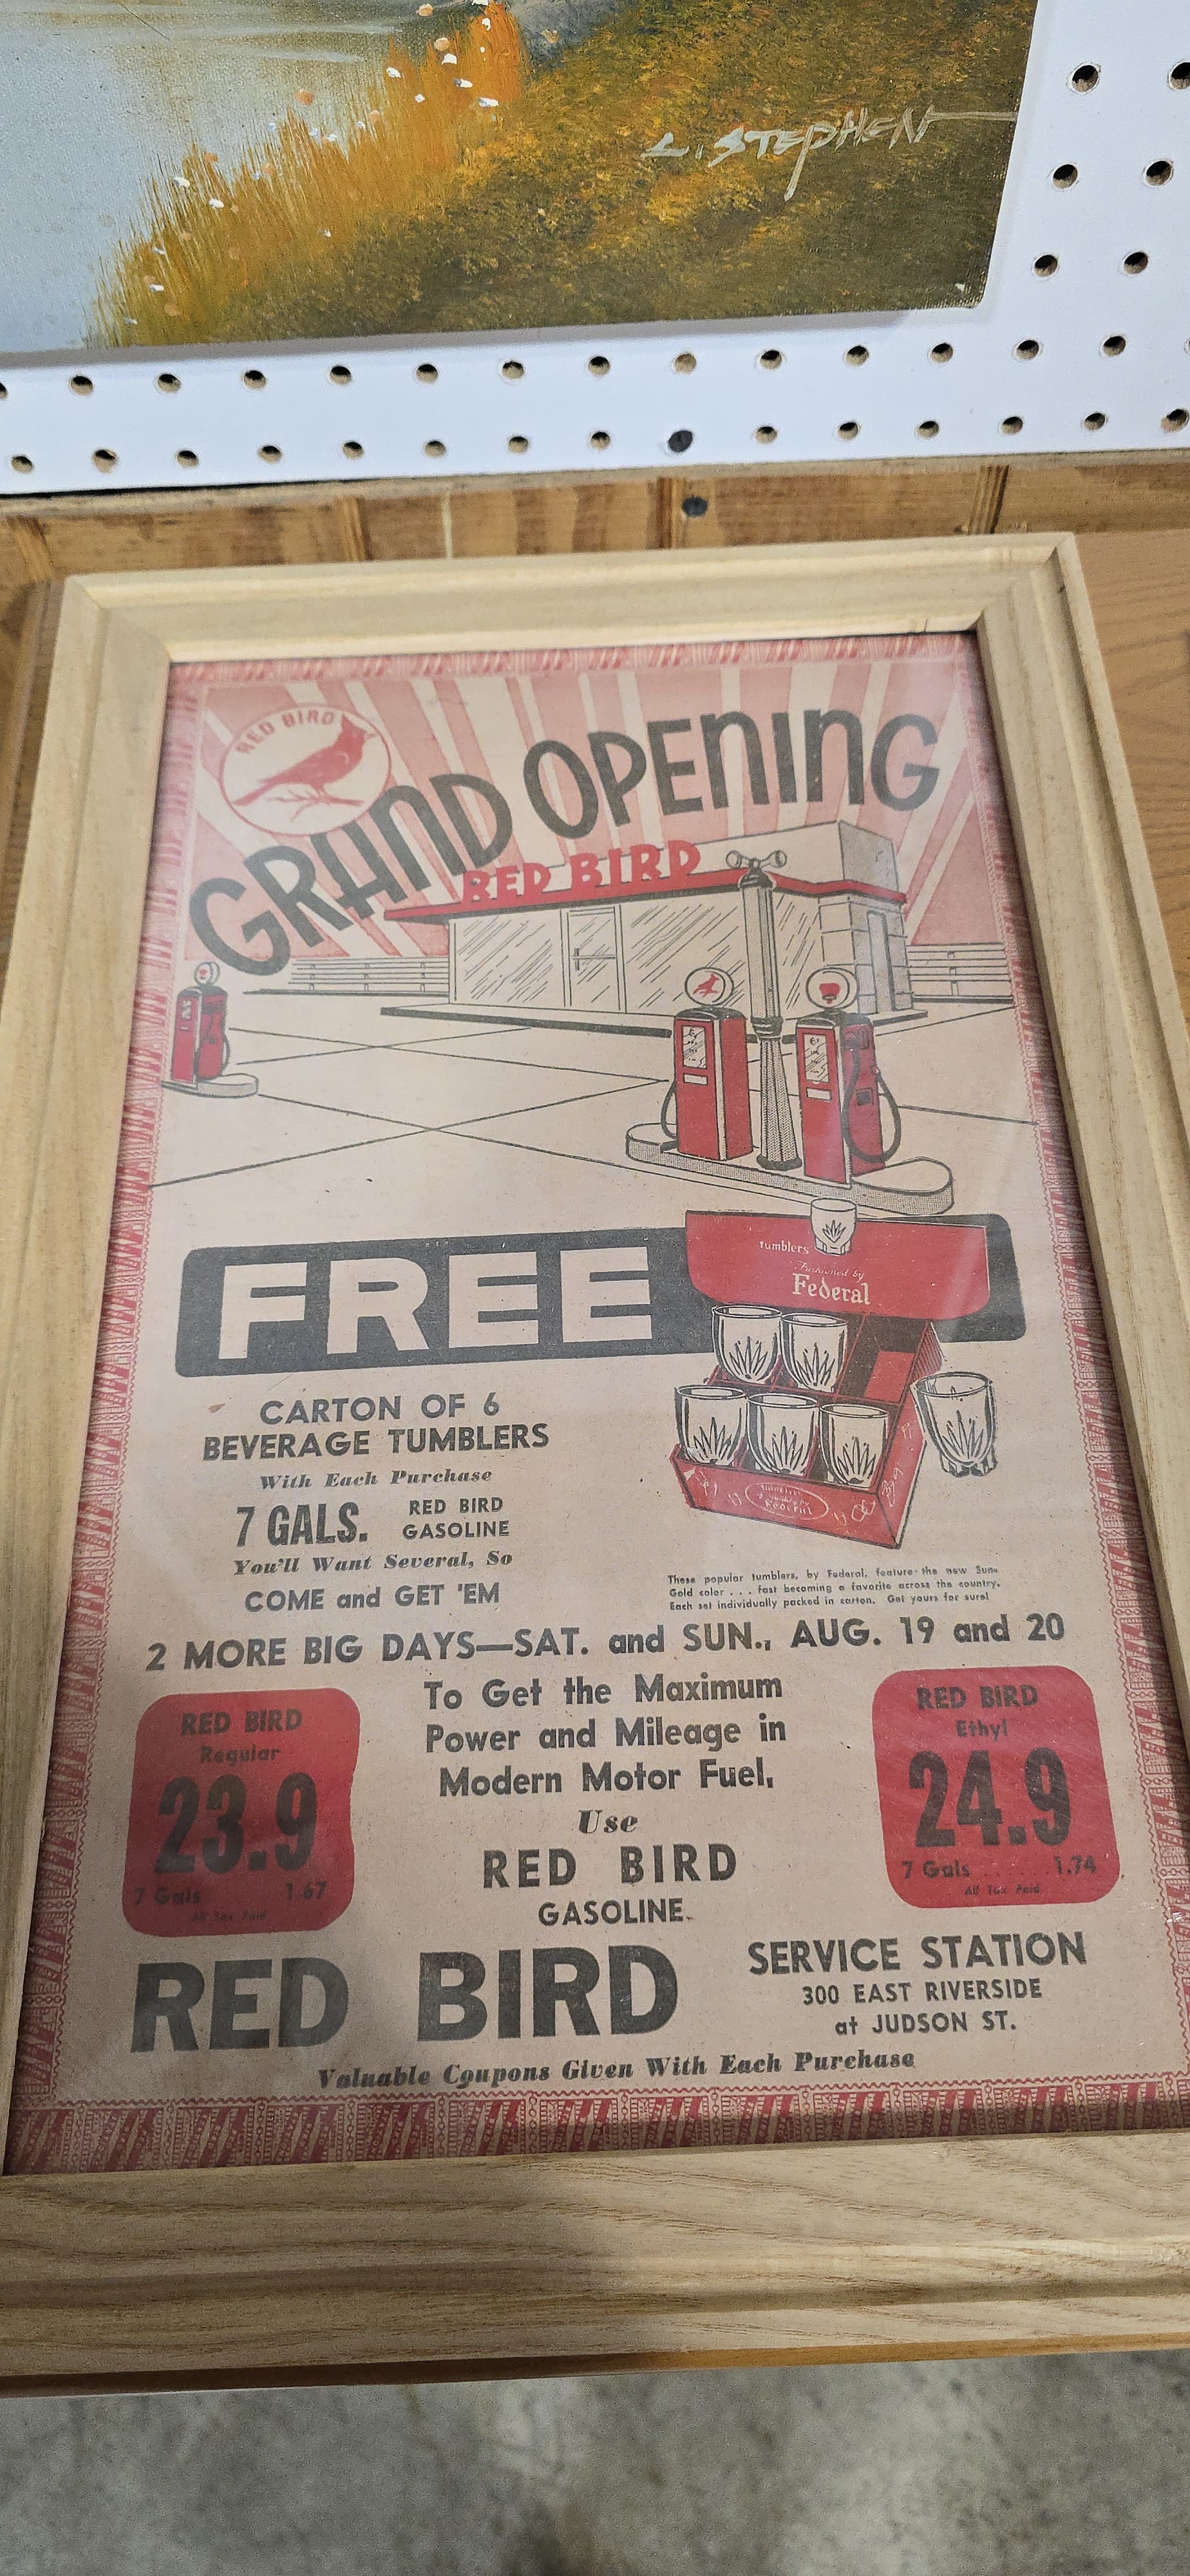 L. STEPHEN
RED BIRD
GRAND OPENING
RED BIRD
tumblers
Fashioned by
Federal
FREE
CARTON OF 6
BEVERAGE TUMBLERS
With Each Purchase
7 GALS. RED BIRD
GASOLINE
You'll Want Several, So
COME and GET 'EM
Federal
These popular tumblers, by Federal, feature the new Sun-
Gold color . . . fast becoming a favorite across the country.
Each set individually packed in carton. Get yours for sure!
2 MORE BIG DAYS—SAT. and SUN., AUG. 19 and 20
To Get the Maximum
Power and Mileage in
Modern Motor Fuel,
Use
RED BIRD
GASOLINE.
RED BIRD
Regular
23.9
7 Gals 1.67
All Tax Paid
RED BIRD
Ethyl
24.9
7 Gals . . . . . 1.74
All Tax Paid
RED BIRD
SERVICE STATION
300 EAST RIVERSIDE
at JUDSON ST.
Valuable Coupons Given With Each Purchase